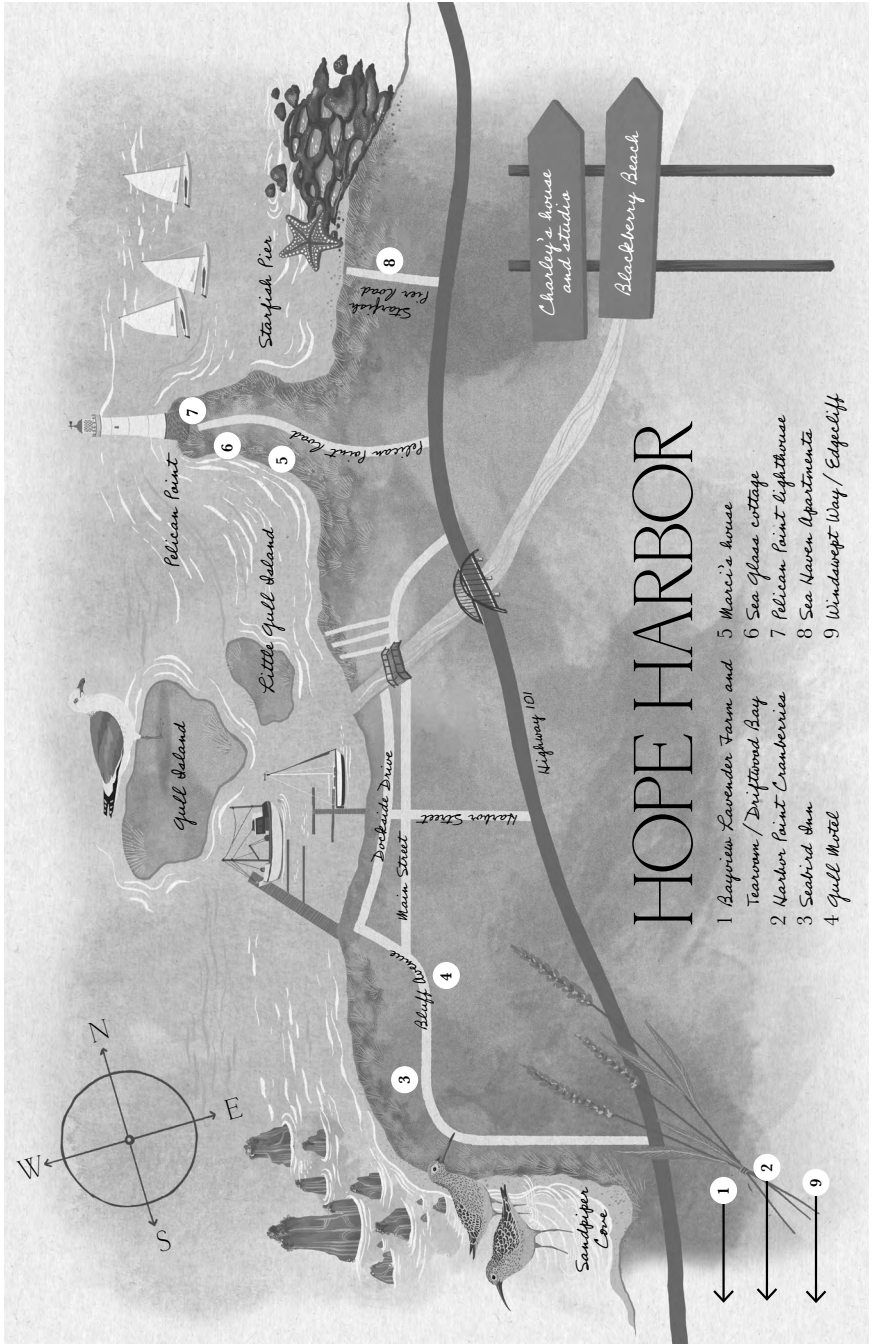 W
N
E
S
Gull Island
Little Gull Island
Pelican Point
Starfish Pier
7
6
5
8
Pelican Point Road
Starfish
Pier Road
Dockside Drive
Main Street
Harbor Street
Bluff Avenue
3
4
Highway 101
Sandpiper
Cove
Charley's house
and studio
Blackberry Beach
1
2
9
HOPE HARBOR
1 Bayview Lavender Farm and
Tearoom / Driftwood Bay
2 Harbor Point Cranberries
3 Seabird Inn
4 Gull Motel
5 Marci's house
6 Sea Glass cottage
7 Pelican Point lighthouse
8 Sea Haven Apartments
9 Windswept Way / Edgecliff